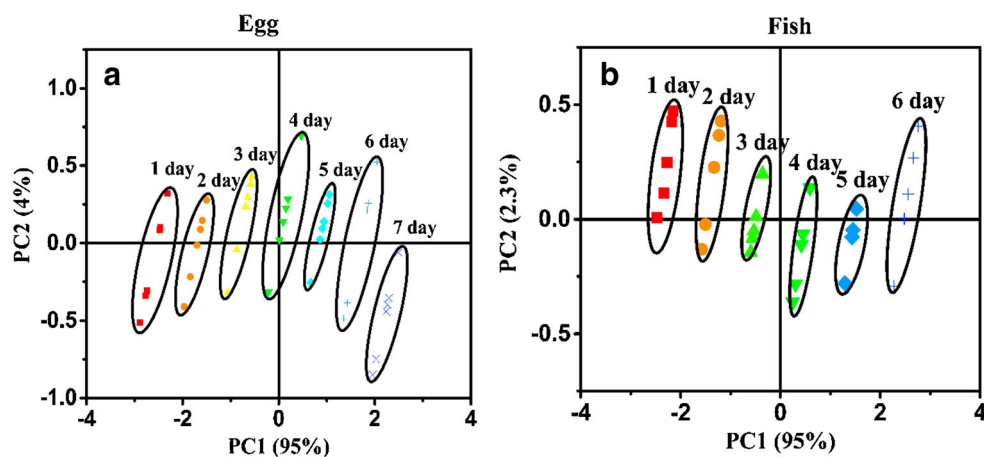 Egg
a
1 day
2 day
3 day
4 day
5 day
6 day
7 day
1.0
0.5
0.0
-0.5
-1.0
PC2 (4%)
-4
-2
0
2
4
PC1 (95%)
Fish
b
1 day
2 day
3 day
4 day
5 day
6 day
0.5
0.0
-0.5
PC2 (2.3%)
-4
-2
0
2
4
PC1 (95%)